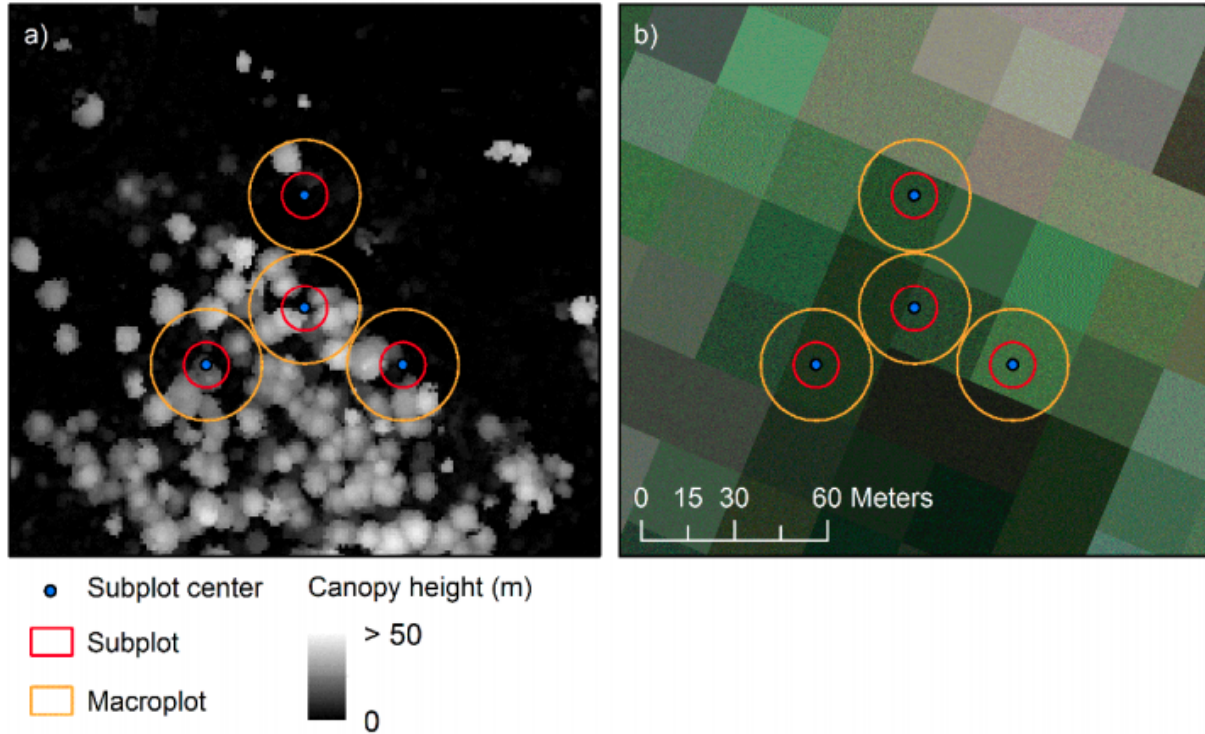 a)
b)
0 15 30 60 Meters
Subplot center
Subplot
Macroplot
Canopy height (m)
> 50
0